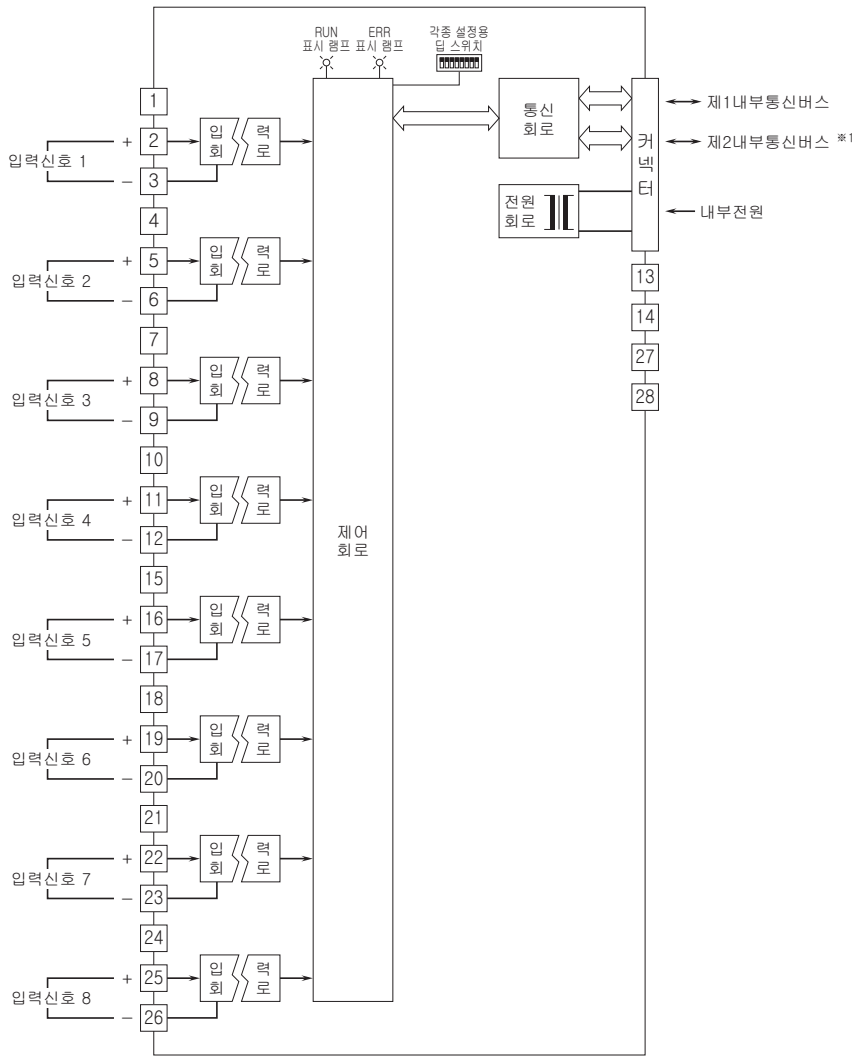 RUN
표시 램프
ERR
표시 램프
각종 설정용
딥 스위치
1
입력신호 1
+ 2
− 3
입 력
회 로
4
입력신호 2
+ 5
− 6
입 력
회 로
7
입력신호 3
+ 8
− 9
입 력
회 로
10
입력신호 4
+ 11
− 12
입 력
회 로
15
입력신호 5
+ 16
− 17
입 력
회 로
18
입력신호 6
+ 19
− 20
입 력
회 로
21
입력신호 7
+ 22
− 23
입 력
회 로
24
입력신호 8
+ 25
− 26
입 력
회 로
제어
회로
통신
회로
전원
회로
커넥터
제1내부통신버스
제2내부통신버스 ※1
내부전원
13
14
27
28